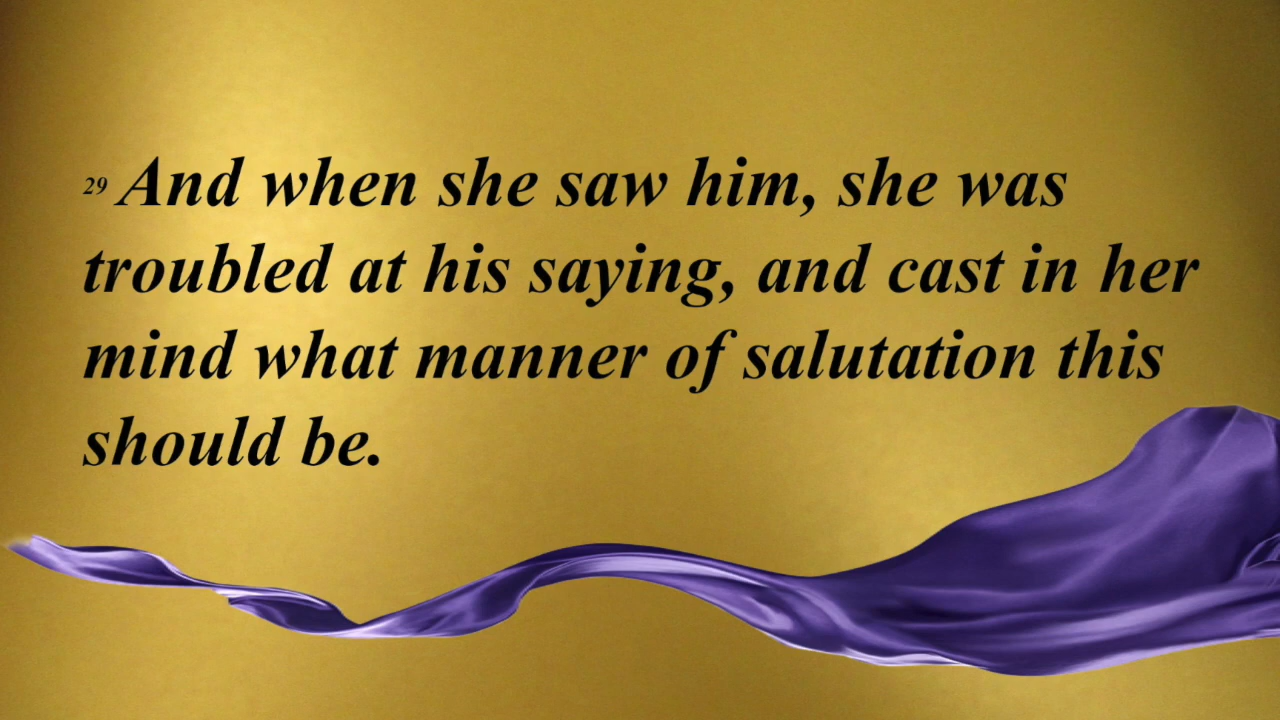 29 And when she saw him, she was
troubled at his saying, and cast in her
mind what manner of salutation this
should be.